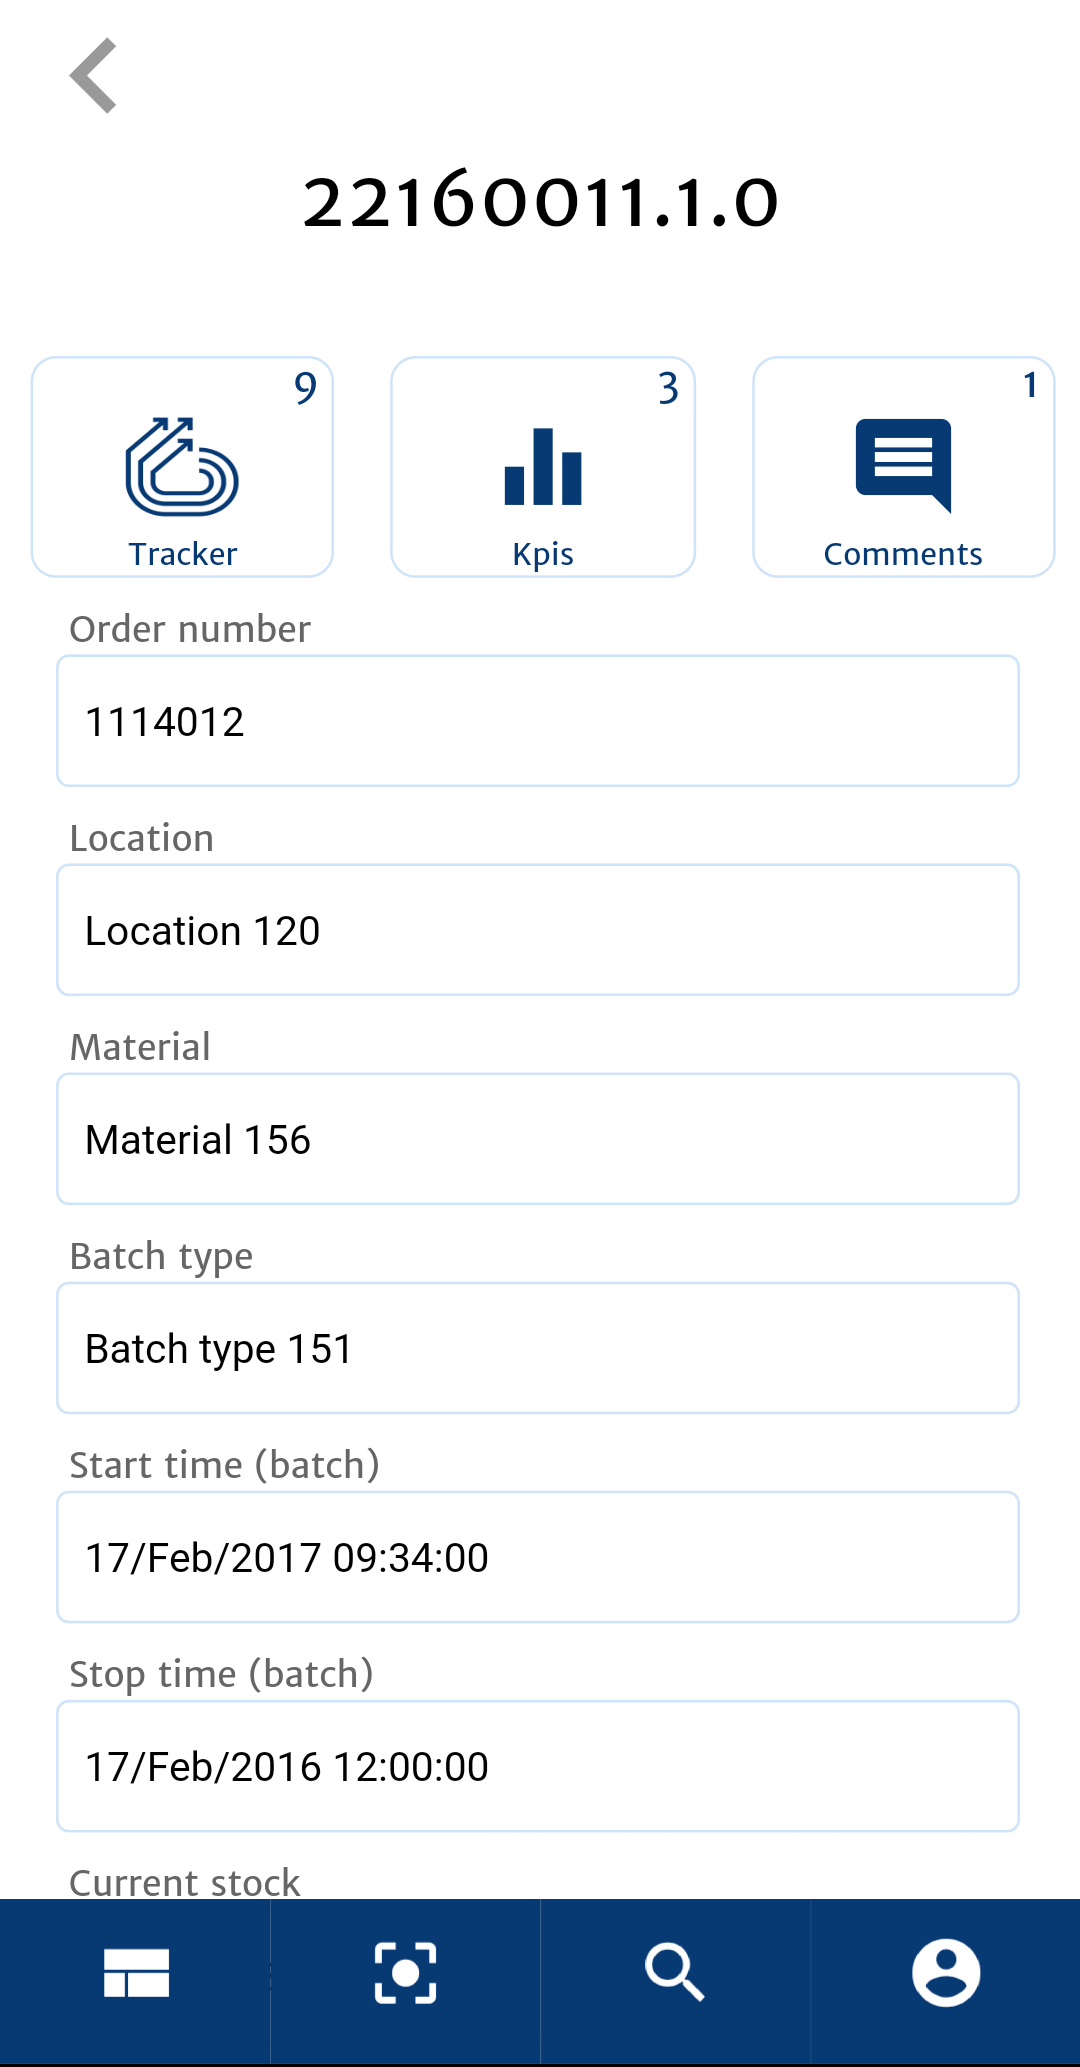 22160011.1.0
9
Tracker
3
Kpis
1
Comments
Order number
1114012
Location
Location 120
Material
Material 156
Batch type
Batch type 151
Start time (batch)
17/Feb/2017 09:34:00
Stop time (batch)
17/Feb/2016 12:00:00
Current stock